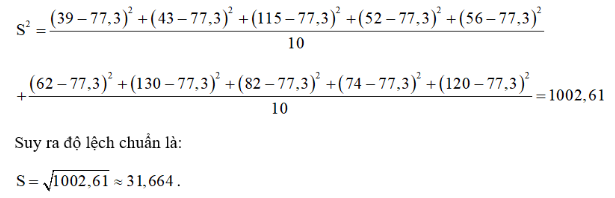 S² = \frac{(39 – 77,3)² + (43 – 77,3)² + (115 – 77,3)² + (52 – 77,3)² + (56 – 77,3)²}{10}
+ \frac{(62 – 77,3)² + (130 – 77,3)² + (82 – 77,3)² + (74 – 77,3)² + (120 – 77,3)²}{10} = 1002,61
Suy ra độ lệch chuẩn là:
S = √1002,61 ≈ 31,664.